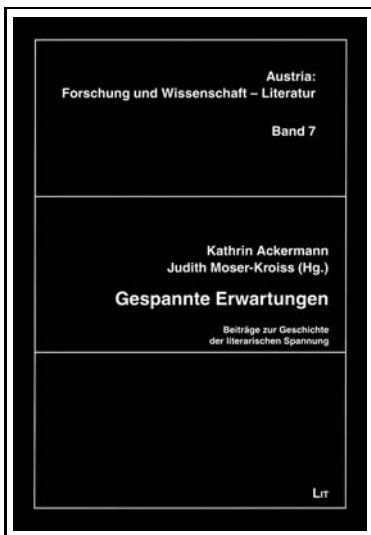 Austria:
Forschung und Wissenschaft – Literatur
Band 7
Kathrin Ackermann
Judith Moser-Kroiss (Hg.)
Gespannte Erwartungen
Beiträge zur Geschichte
der literarischen Spannung
LIT